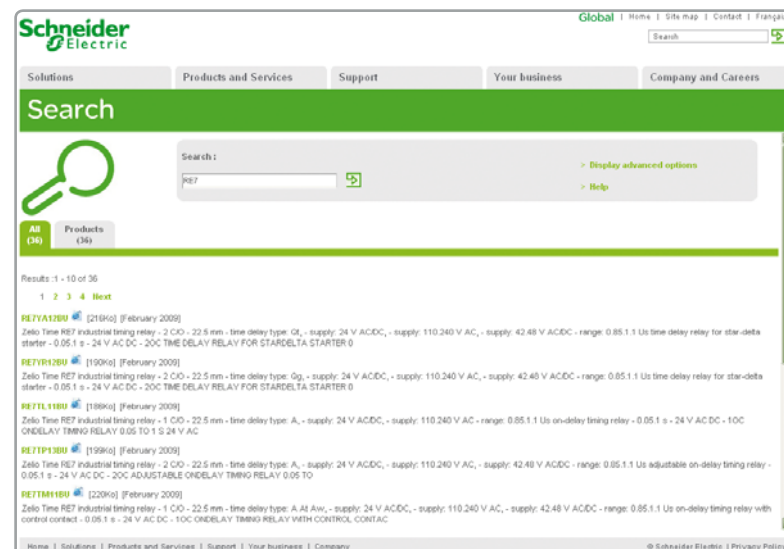 Schneider
Electric
Global | Home | Site map | Contact | Françai
Search
Solutions
Products and Services
Support
Your business
Company and Careers
Search
Search :
RE7
> Display advanced options
> Help
All
(36)
Products
(36)
Results :1 - 10 of 36
1 2 3 4 Next
RE7YA12BU [216Ko] [February 2009]
Zelio Time RE7 industrial timing relay - 2 C/O - 22.5 mm - time delay type: Qt, - supply: 24 V AC/DC, - supply: 110.240 V AC, - supply: 42.48 V AC/DC - range: 0.85.1.1 Us time delay relay for star-delta
starter - 0.05.1 s - 24 V AC DC - 2OC TIME DELAY RELAY FOR STARDELTA STARTER 0
RE7YR12BU [190Ko] [February 2009]
Zelio Time RE7 industrial timing relay - 2 C/O - 22.5 mm - time delay type: Qg, - supply: 24 V AC/DC, - supply: 110.240 V AC, - supply: 42.48 V AC/DC - range: 0.85.1.1 Us time delay relay for star-delta
starter - 0.05.1 s - 24 V AC DC - 2OC TIME DELAY RELAY FOR STARDELTA STARTER 0
RE7TL11BU [186Ko] [February 2009]
Zelio Time RE7 industrial timing relay - 1 C/O - 22.5 mm - time delay type: A, - supply: 24 V AC/DC, - supply: 110.240 V AC - range: 0.85.1.1 Us on-delay timing relay - 0.05.1 s - 24 V AC DC - 1OC
ONDELAY TIMING RELAY 0.05 TO 1 S 24 V AC
RE7TP13BU [199Ko] [February 2009]
Zelio Time RE7 industrial timing relay - 2 C/O - 22.5 mm - time delay type: A, - supply: 24 V AC/DC, - supply: 110.240 V AC, - supply: 42.48 V AC/DC - range: 0.85.1.1 Us adjustable on-delay timing relay -
0.05.1 s - 24 V AC DC - 2OC ADJUSTABLE ONDELAY TIMING RELAY 0.05 TO
RE7TM11BU [220Ko] [February 2009]
Zelio Time RE7 industrial timing relay - 1 C/O - 22.5 mm - time delay type: A At Aw, - supply: 24 V AC/DC, - supply: 110.240 V AC, - supply: 42.48 V AC/DC - range: 0.85.1.1 Us on-delay timing relay with
control contact - 0.05.1 s - 24 V AC DC - 1OC ONDELAY TIMING RELAY WITH CONTROL CONTAC
Home | Solutions | Products and Services | Support | Your business | Company
© Schneider Electric | Privacy Policy